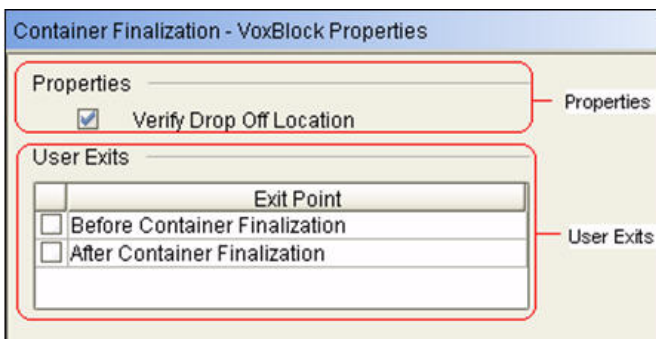 Container Finalization - VoxBlock Properties
Properties
Verify Drop Off Location
Properties
User Exits
Exit Point
Before Container Finalization
After Container Finalization
User Exits